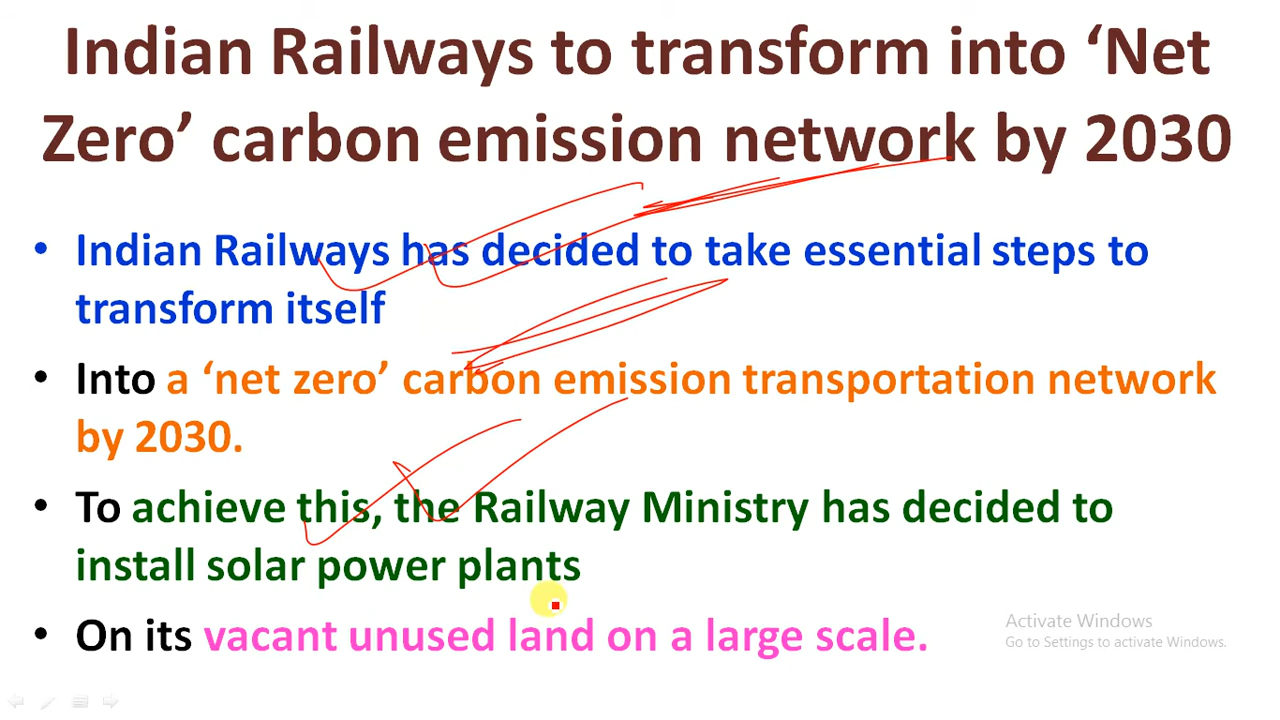 Indian Railways to transform into ‘Net
Zero’ carbon emission network by 2030
• Indian Railways has decided to take essential steps to
transform itself
• Into a ‘net zero’ carbon emission transportation network
by 2030.
• To achieve this, the Railway Ministry has decided to
install solar power plants
• On its vacant unused land on a large scale.
Activate Windows
Go to Settings to activate Windows.